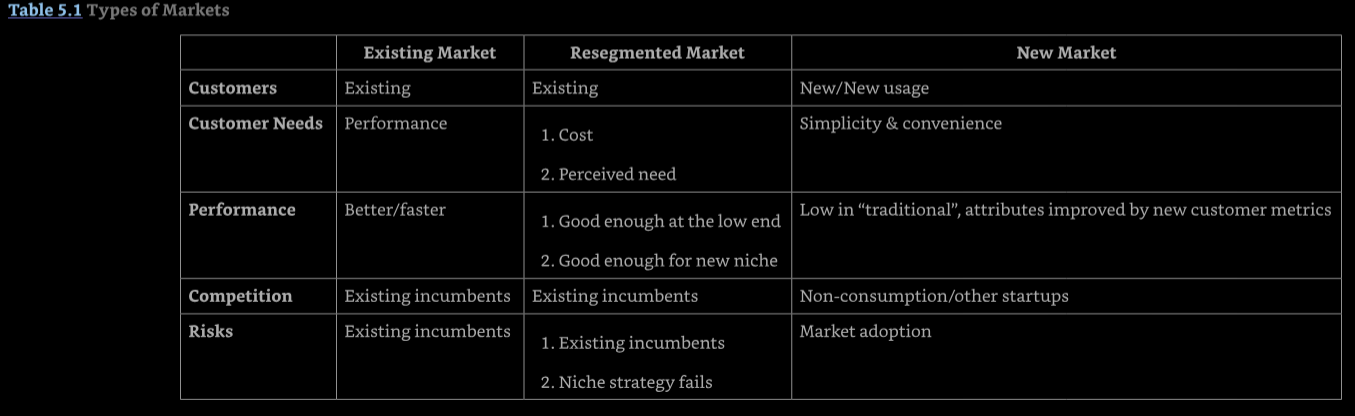 Table 5.1 Types of Markets
Existing Market Resegmented Market New Market
Customers Existing Existing New/New usage
Customer Needs Performance 1. Cost Simplicity & convenience
2. Perceived need
Performance Better/faster 1. Good enough at the low end Low in “traditional”, attributes improved by new customer metrics
2. Good enough for new niche
Competition Existing incumbents Existing incumbents Non-consumption/other startups
Risks Existing incumbents 1. Existing incumbents Market adoption
2. Niche strategy fails